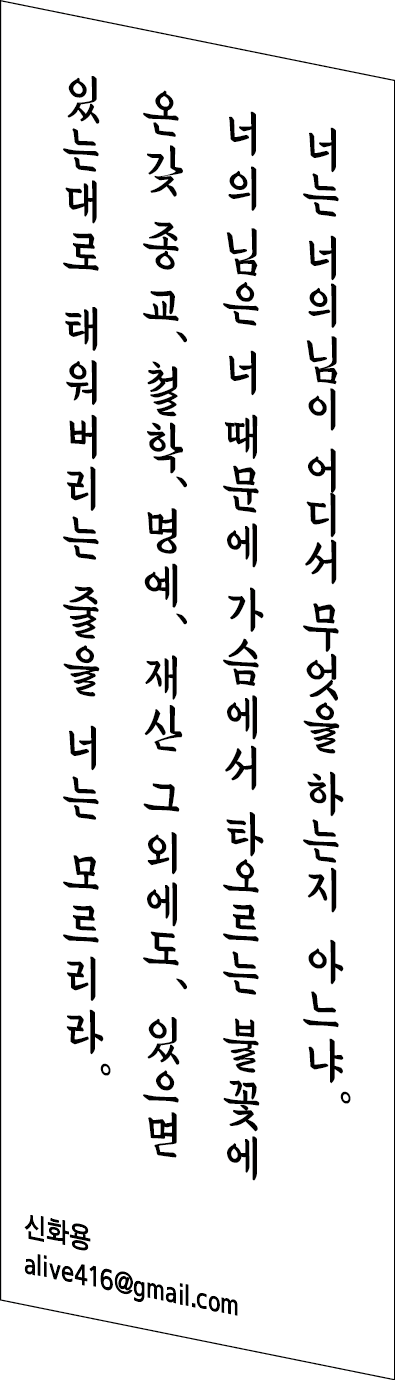 너는 너의 님이 어디서 무엇을 하는지 아느냐。
너의 님은 너 때문에 가슴에서 타오르는 불꽃에
온갖 종교、철학、명예、재산 그 외에도、있으면
있는대로 태워버리는 줄을 너는 모르리라。
신화용
alive416@gmail.com